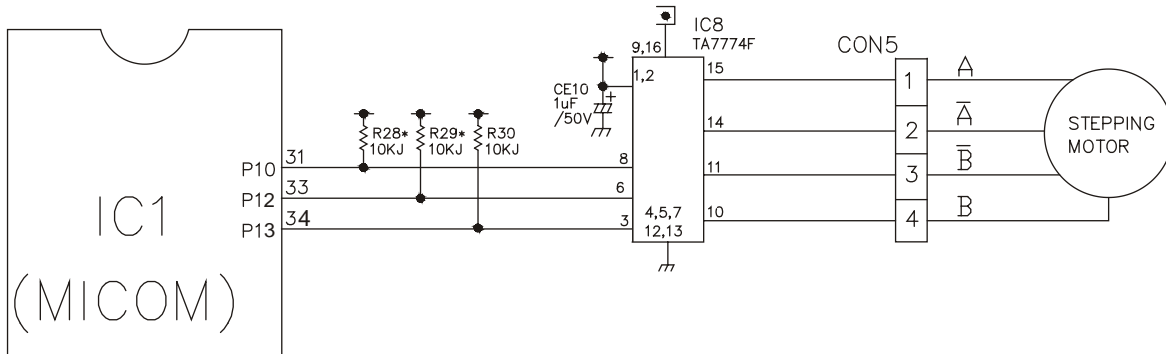 IC1
(MICOM)
P10
P12
P13
31
33
34
R28*
10KJ
R29*
10KJ
R30
10KJ
CE10
1uF
/50V
+
IC8
TA7774F
9,16
1,2
8
6
3
4,5,7
12,13
15
14
11
10
CON5
1
2
3
4
A
A̅
B̅
B
STEPPING
MOTOR